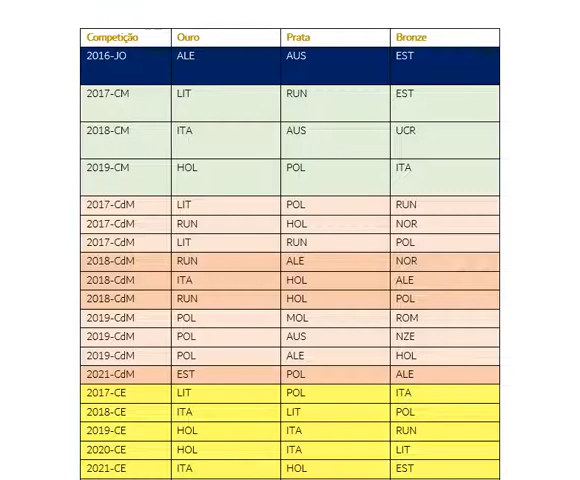 Competição Ouro Prata Bronze
2016-JO ALE AUS EST
2017-CM LIT RUN EST
2018-CM ITA AUS UCR
2019-CM HOL POL ITA
2017-CdM LIT POL RUN
2017-CdM RUN HOL NOR
2017-CdM LIT RUN POL
2018-CdM RUN ALE NOR
2018-CdM ITA HOL ALE
2018-CdM RUN HOL POL
2019-CdM POL MOL ROM
2019-CdM POL AUS NZE
2019-CdM POL ALE HOL
2021-CdM EST POL ALE
2017-CE LIT POL ITA
2018-CE ITA LIT POL
2019-CE HOL ITA RUN
2020-CE HOL ITA LIT
2021-CE ITA HOL EST